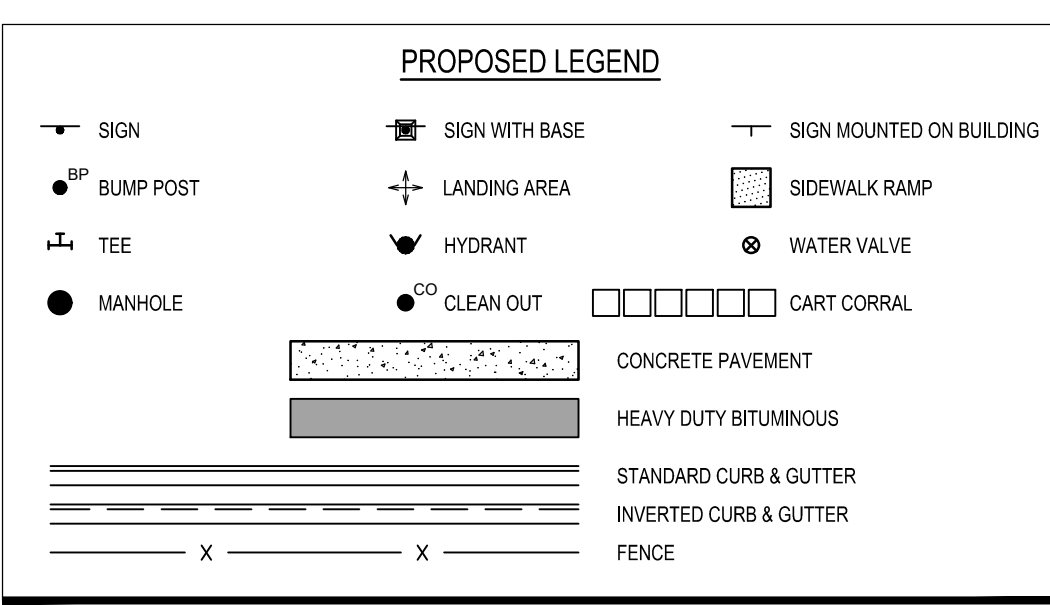 PROPOSED LEGEND
SIGN SIGN WITH BASE SIGN MOUNTED ON BUILDING
BP BUMP POST LANDING AREA SIDEWALK RAMP
TEE HYDRANT WATER VALVE
MANHOLE CO CLEAN OUT CART CORRAL
CONCRETE PAVEMENT
HEAVY DUTY BITUMINOUS
STANDARD CURB & GUTTER
INVERTED CURB & GUTTER
X X FENCE